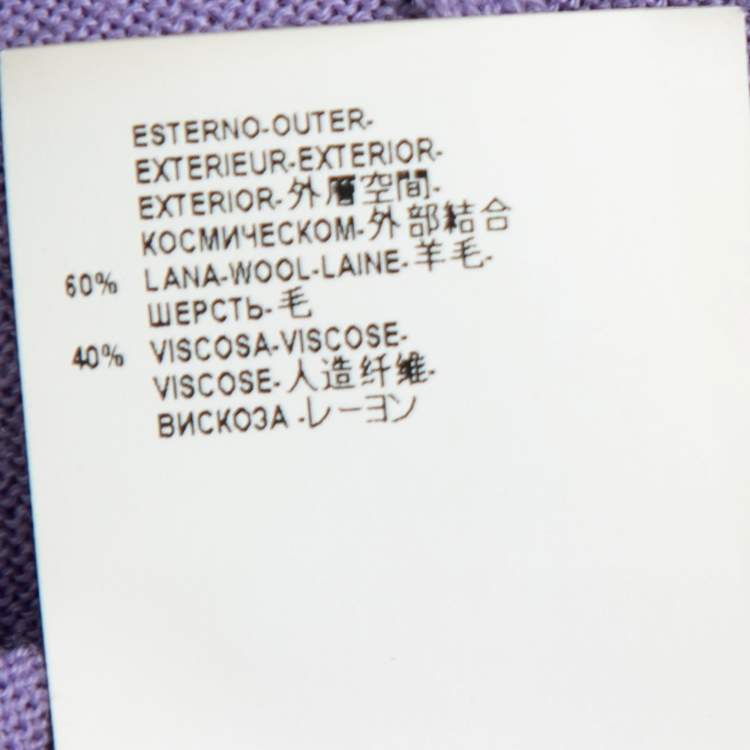 ESTERNO-OUTER-
EXTERIEUR-EXTERIOR-
EXTERIOR-外層空間-
КОСМИЧЕСКОМ-外部結合
60% LANA-WOOL-LAINE-羊毛-
ШЕРСТЬ-毛
40% VISCOSA-VISCOSE-
VISCOSE-人造纤维-
ВИСКОЗА -レーヨン